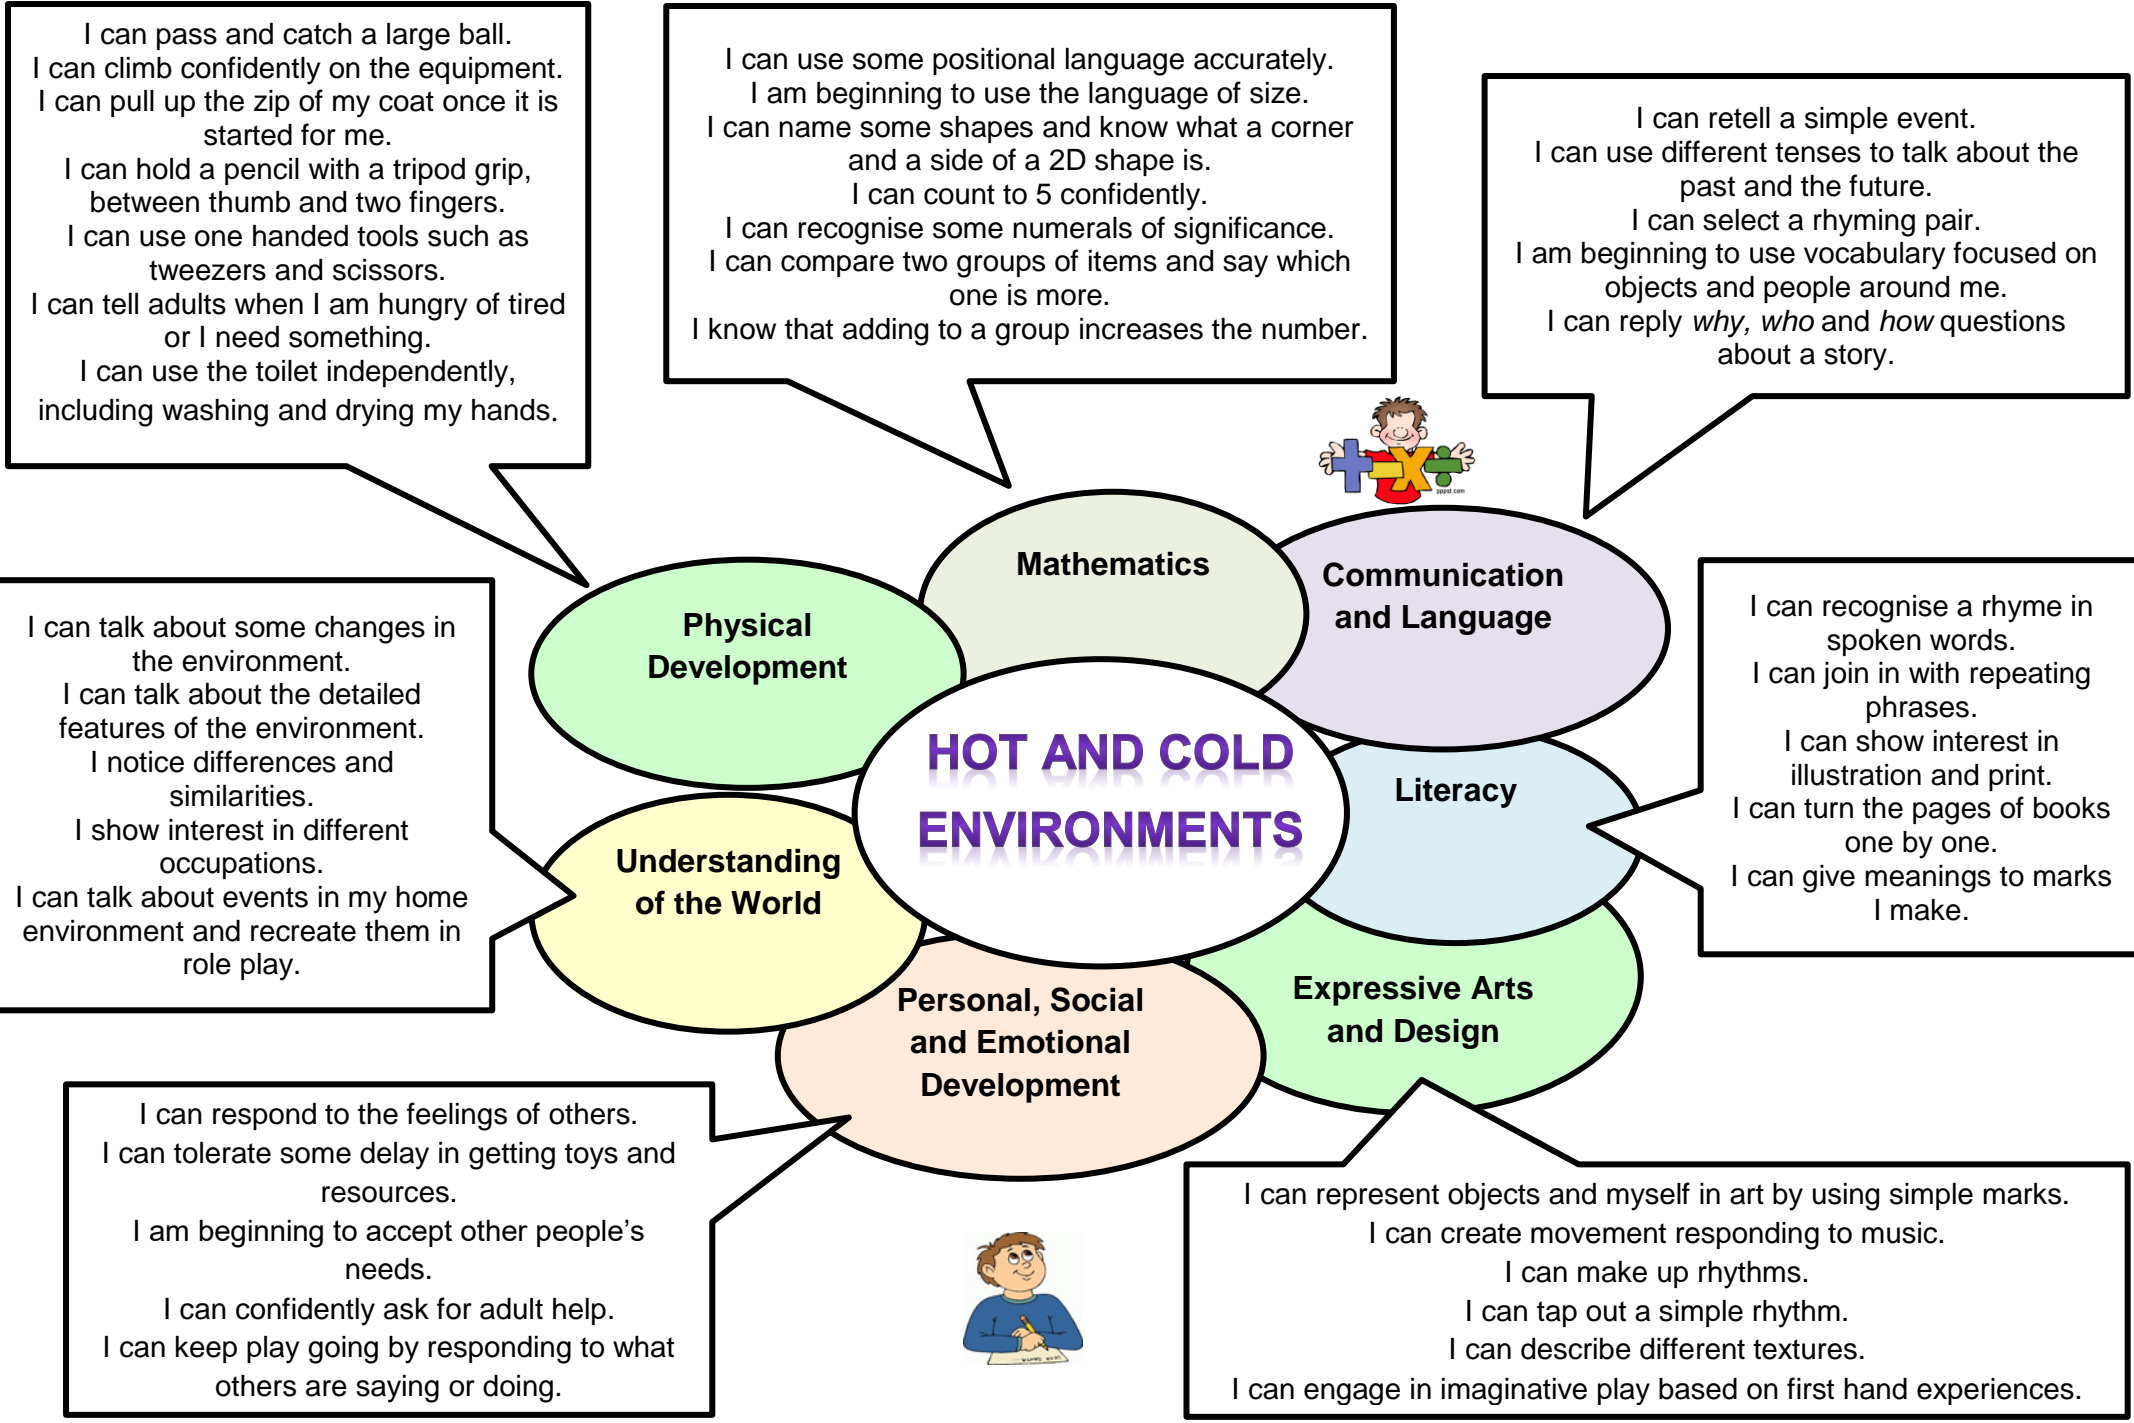 I can pass and catch a large ball.
I can climb confidently on the equipment.
I can pull up the zip of my coat once it is
started for me.
I can hold a pencil with a tripod grip,
between thumb and two fingers.
I can use one handed tools such as
tweezers and scissors.
I can tell adults when I am hungry of tired
or I need something.
I can use the toilet independently,
including washing and drying my hands.
I can use some positional language accurately.
I am beginning to use the language of size.
I can name some shapes and know what a corner
and a side of a 2D shape is.
I can count to 5 confidently.
I can recognise some numerals of significance.
I can compare two groups of items and say which
one is more.
I know that adding to a group increases the number.
I can retell a simple event.
I can use different tenses to talk about the
past and the future.
I can select a rhyming pair.
I am beginning to use vocabulary focused on
objects and people around me.
I can reply why, who and how questions
about a story.
pppst.com
Mathematics
Communication
and Language
Physical
Development
HOT AND COLD
ENVIRONMENTS
Literacy
Understanding
of the World
Personal, Social
and Emotional
Development
Expressive Arts
and Design
I can talk about some changes in
the environment.
I can talk about the detailed
features of the environment.
I notice differences and
similarities.
I show interest in different
occupations.
I can talk about events in my home
environment and recreate them in
role play.
I can recognise a rhyme in
spoken words.
I can join in with repeating
phrases.
I can show interest in
illustration and print.
I can turn the pages of books
one by one.
I can give meanings to marks
I make.
I can respond to the feelings of others.
I can tolerate some delay in getting toys and
resources.
I am beginning to accept other people’s
needs.
I can confidently ask for adult help.
I can keep play going by responding to what
others are saying or doing.
I can represent objects and myself in art by using simple marks.
I can create movement responding to music.
I can make up rhythms.
I can tap out a simple rhythm.
I can describe different textures.
I can engage in imaginative play based on first hand experiences.